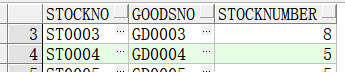 STOCKNO GOODSNO STOCKNUMBER
3 ST0003 ··· GD0003 ··· 8
4 ST0004 ··· GD0004 ··· 5